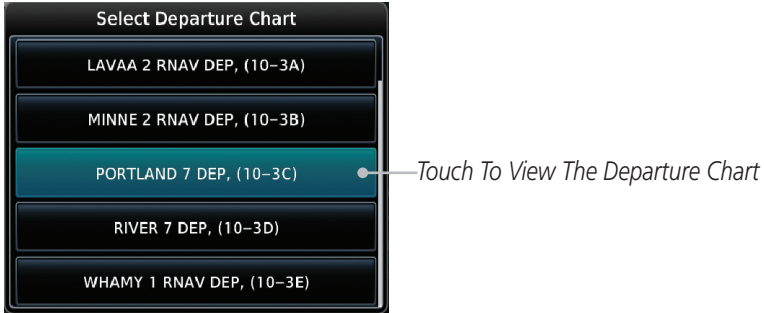 Select Departure Chart
LAVAA 2 RNAV DEP, (10–3A)
MINNE 2 RNAV DEP, (10–3B)
PORTLAND 7 DEP, (10–3C)
Touch To View The Departure Chart
RIVER 7 DEP, (10–3D)
WHAMY 1 RNAV DEP, (10–3E)